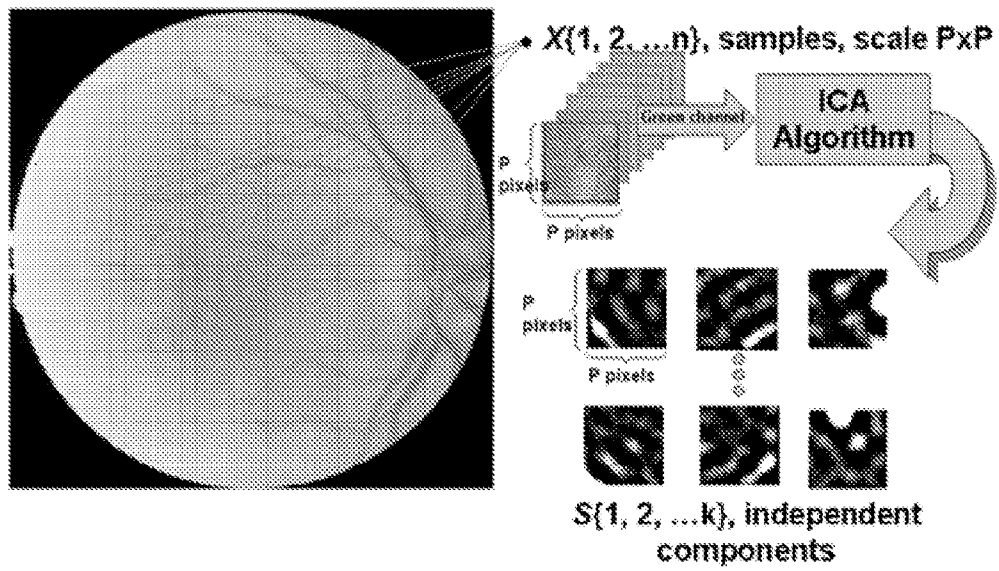 X{1, 2, ...n}, samples, scale PxP
Green channel
ICA
Algorithm
P
pixels
P pixels
P
pixels
P pixels
S{1, 2, ...k}, independent
components